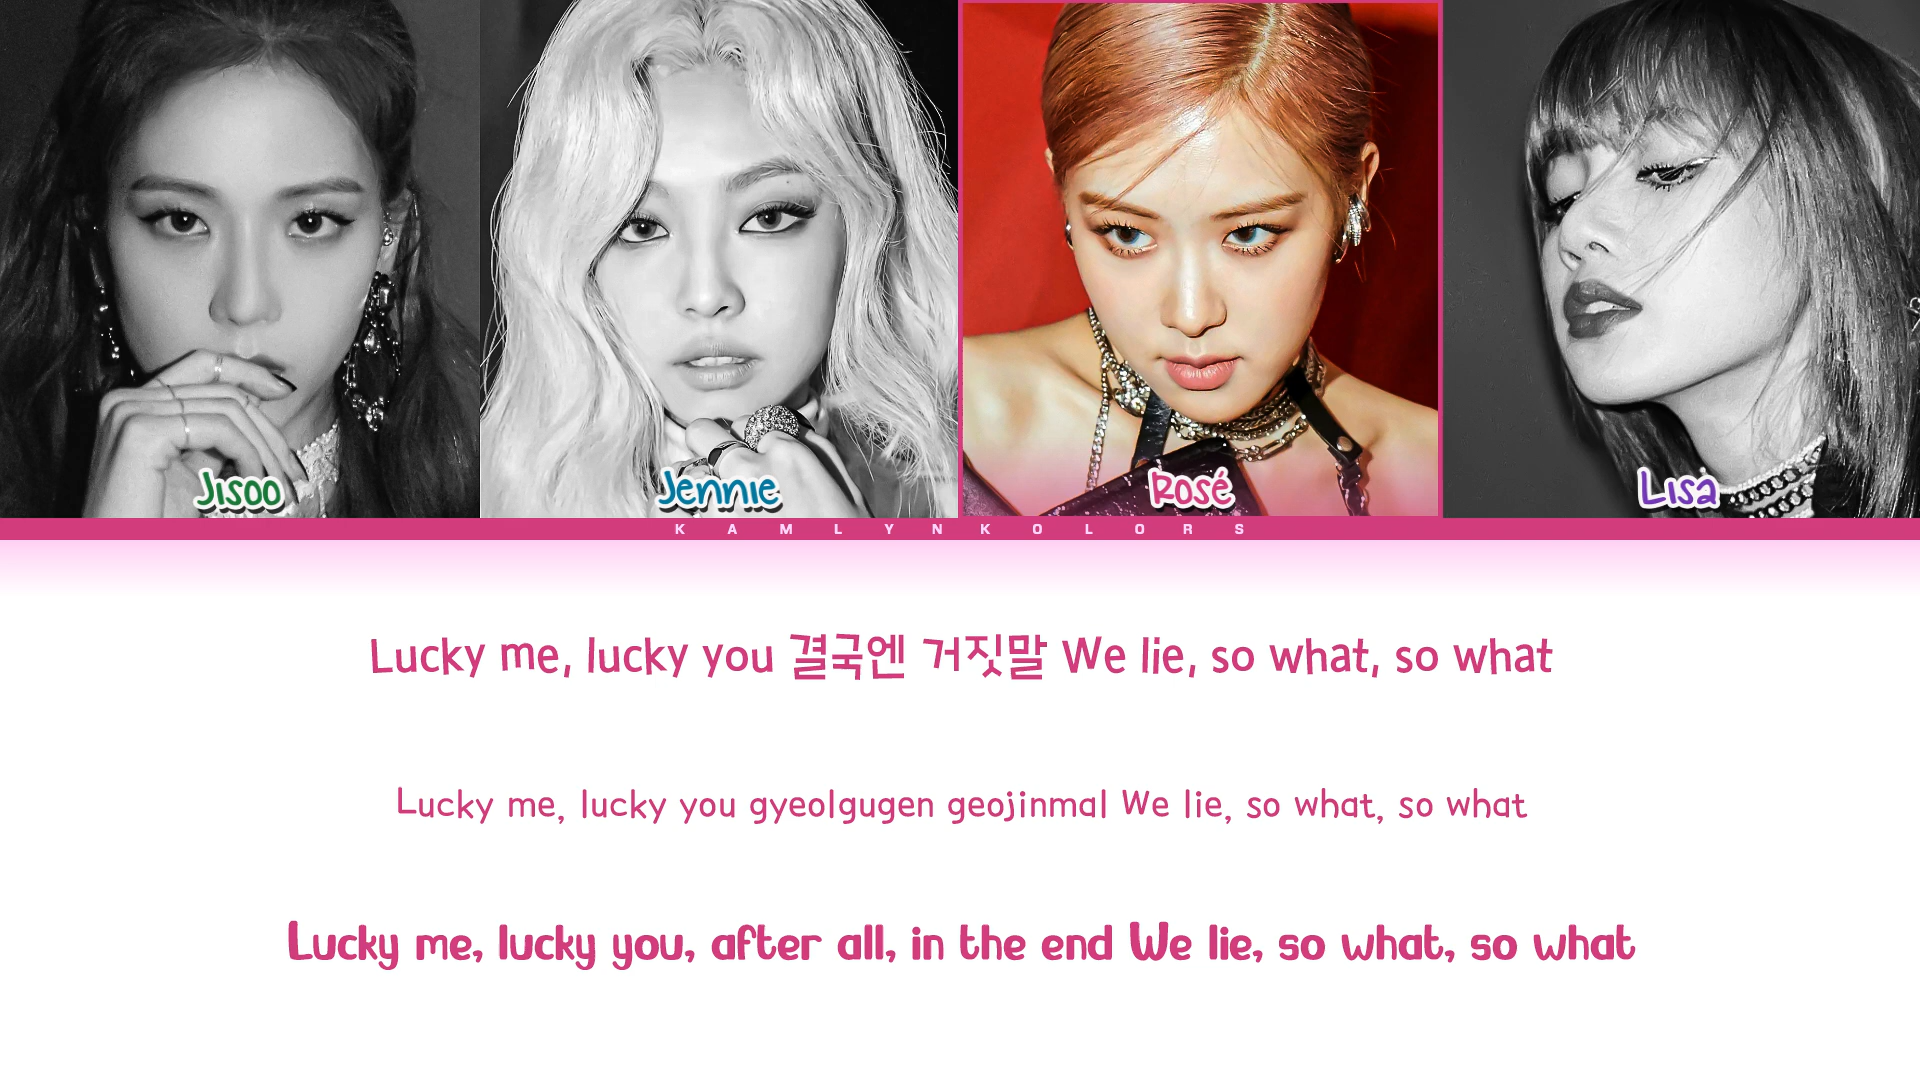 Jisoo
Jennie
Rosé
Lisa
KAMLYNKOLORS
Lucky me, lucky you 결국엔 거짓말 We lie, so what, so what
Lucky me, lucky you gyeolgugen geojinmal We lie, so what, so what
Lucky me, lucky you, after all, in the end We lie, so what, so what